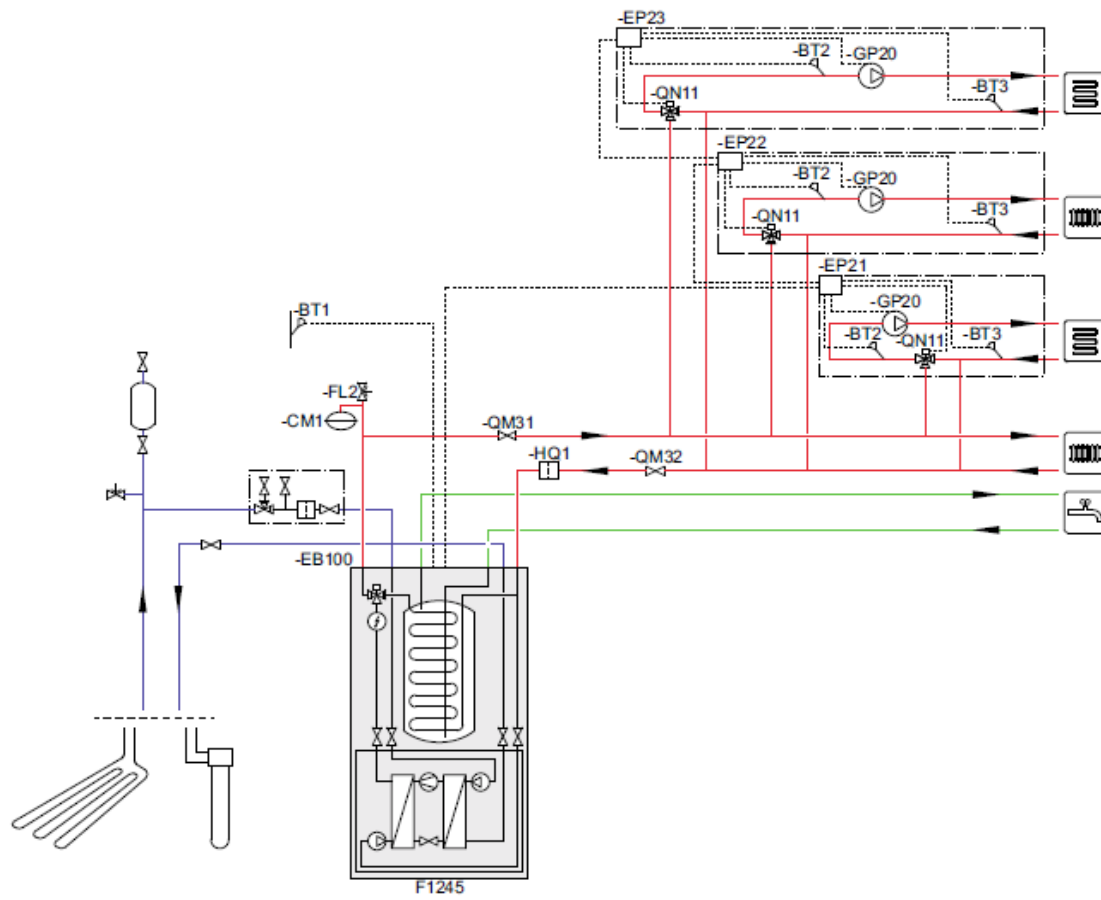 -EP23
-BT2
-GP20
-QN11
-BT3
-EP22
-BT2
-GP20
-QN11
-BT3
-EP21
-GP20
-BT2
-QN11
-BT3
-BT1
-FL2
-CM1
-QM31
-HQ1
-QM32
-EB100
F1245